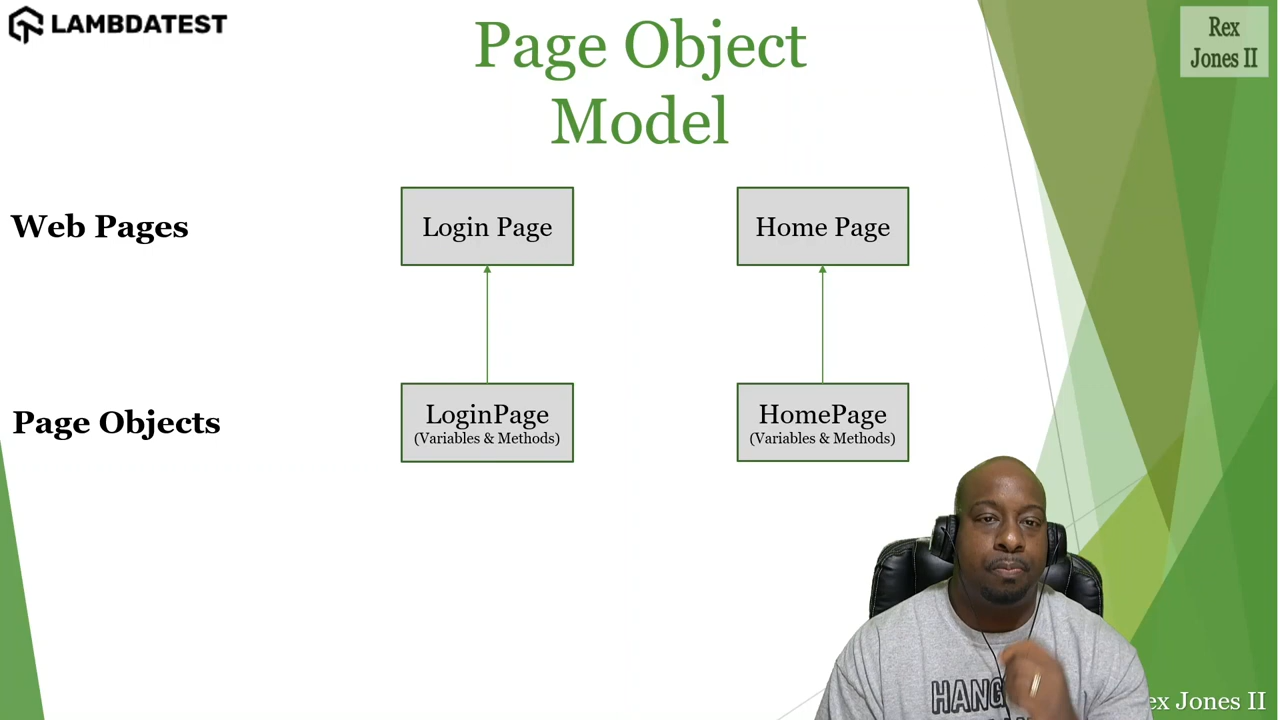 LAMBDATEST
Page Object
Model
Rex
Jones II
Web Pages
Login Page
Home Page
Page Objects
LoginPage
(Variables & Methods)
HomePage
(Variables & Methods)
Jones II